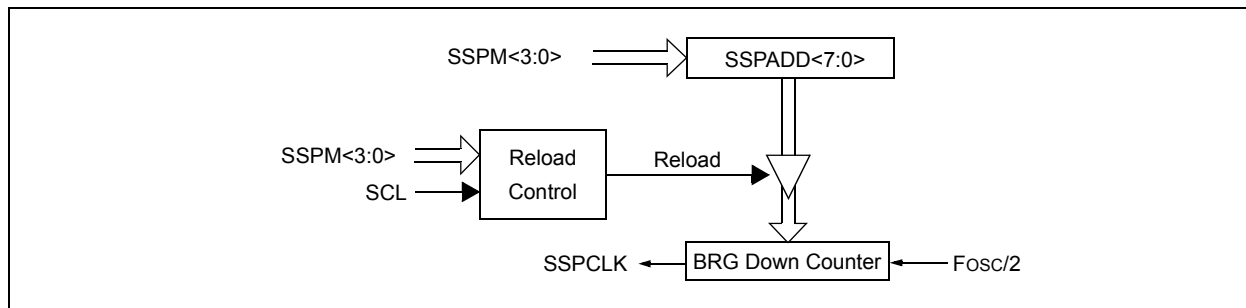 SSPM<3:0>
SSPADD<7:0>
SSPM<3:0>
SCL
Reload
Control
Reload
SSPCLK
BRG Down Counter
FOSC/2